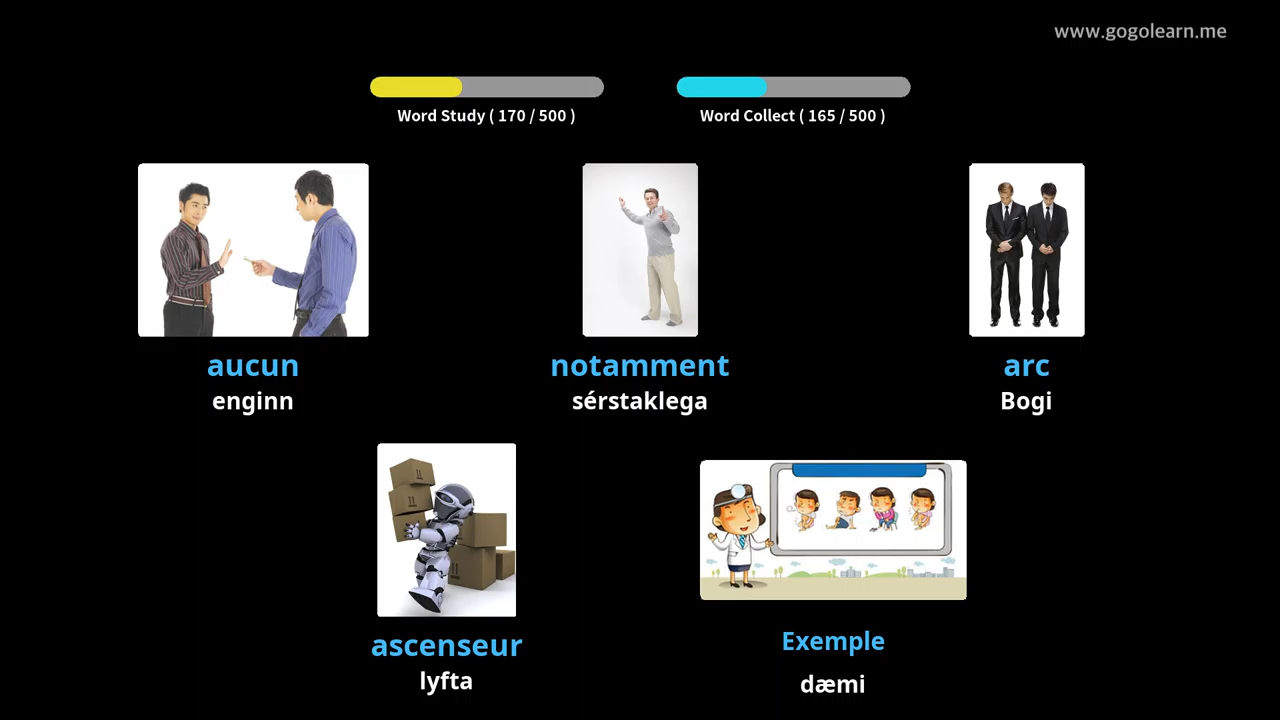 www.gogolearn.me
Word Study ( 170 / 500 )
Word Collect ( 165 / 500 )
aucun
enginn
notamment
sérstaklega
arc
Bogi
ascenseur
lyfta
Exemple
dæmi